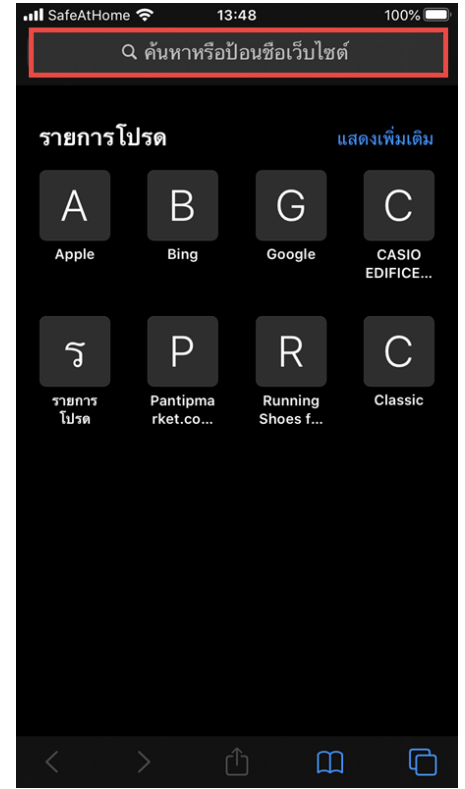 SafeAtHome 13:48 100%
ค้นหาหรือป้อนชื่อเว็บไซต์
รายการโปรด แสดงเพิ่มเติม
A B G C
Apple Bing Google CASIO
EDIFICE...
ร P R C
รายการ Pantipma Running Classic
โปรด rket.co... Shoes f...